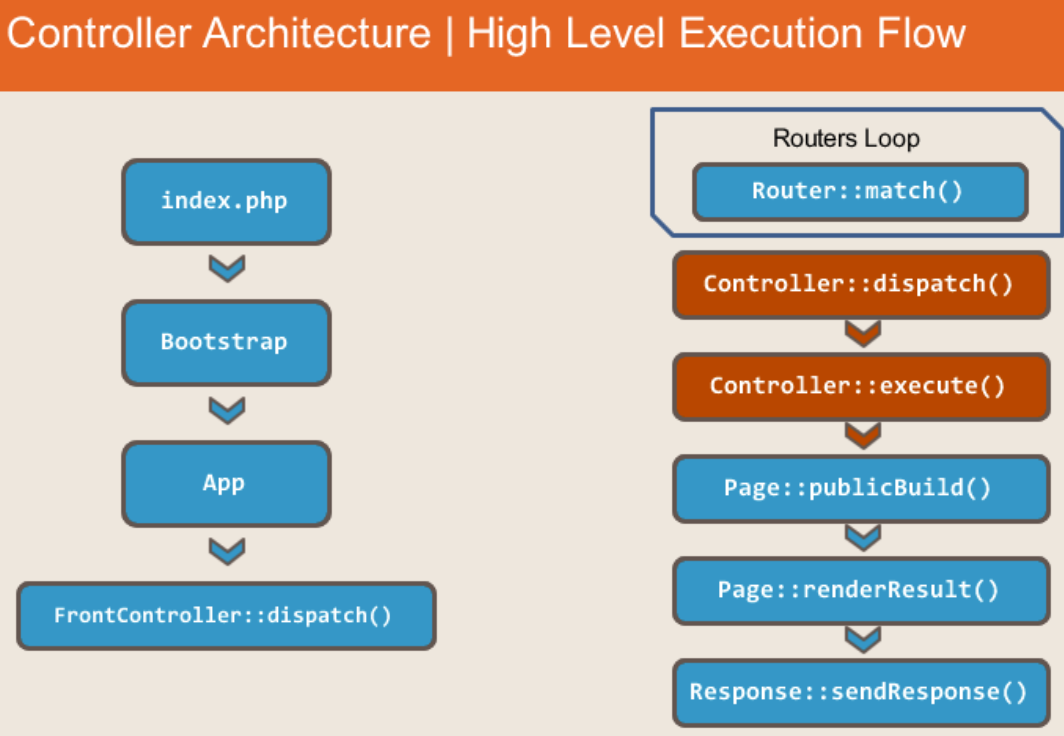 Controller Architecture | High Level Execution Flow
index.php
Bootstrap
App
FrontController::dispatch()
Routers Loop
Router::match()
Controller::dispatch()
Controller::execute()
Page::publicBuild()
Page::renderResult()
Response::sendResponse()